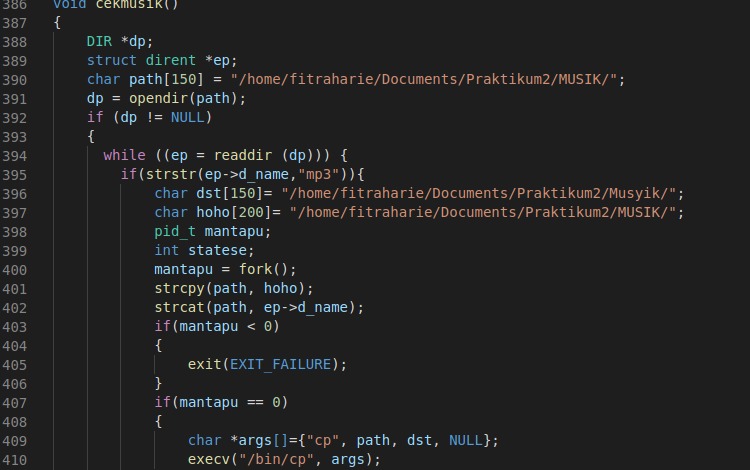 386 void cekmusik()
387 {
388 DIR *dp;
389 struct dirent *ep;
390 char path[150] = "/home/fitraharie/Documents/Praktikum2/MUSIK/";
391 dp = opendir(path);
392 if (dp != NULL)
393 {
394 while ((ep = readdir (dp))) {
395 if(strstr(ep->d_name,"mp3")){
396 char dst[150]= "/home/fitraharie/Documents/Praktikum2/Musyik/";
397 char hoho[200]= "/home/fitraharie/Documents/Praktikum2/MUSIK/";
398 pid_t mantapu;
399 int statese;
400 mantapu = fork();
401 strcpy(path, hoho);
402 strcat(path, ep->d_name);
403 if(mantapu < 0)
404 {
405 exit(EXIT_FAILURE);
406 }
407 if(mantapu == 0)
408 {
409 char *args[]={"cp", path, dst, NULL};
410 execv("/bin/cp", args);